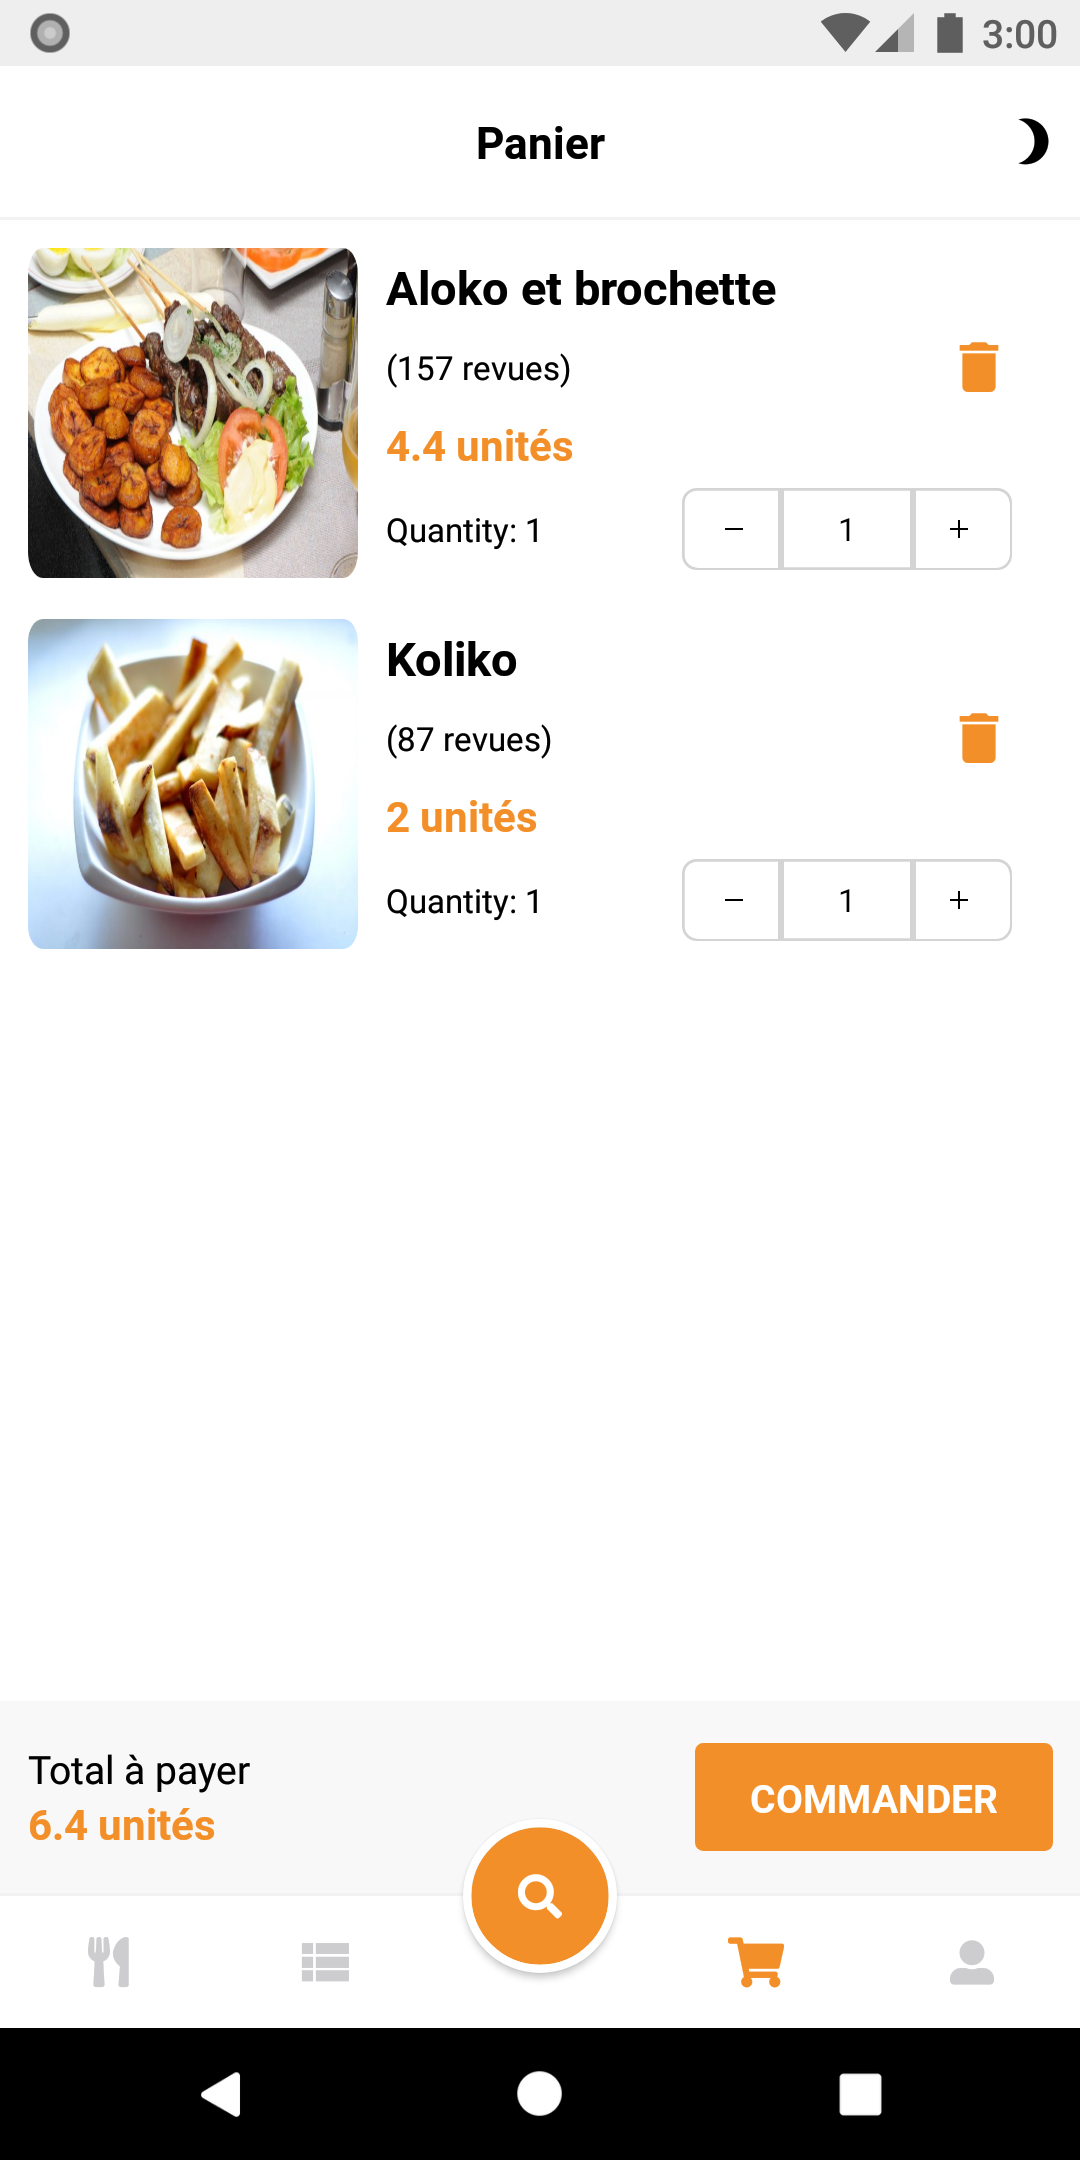 3:00
Panier
Aloko et brochette
(157 revues)
4.4 unités
Quantity: 1
− 1 +
Koliko
(87 revues)
2 unités
Quantity: 1
− 1 +
Total à payer
6.4 unités
COMMANDER